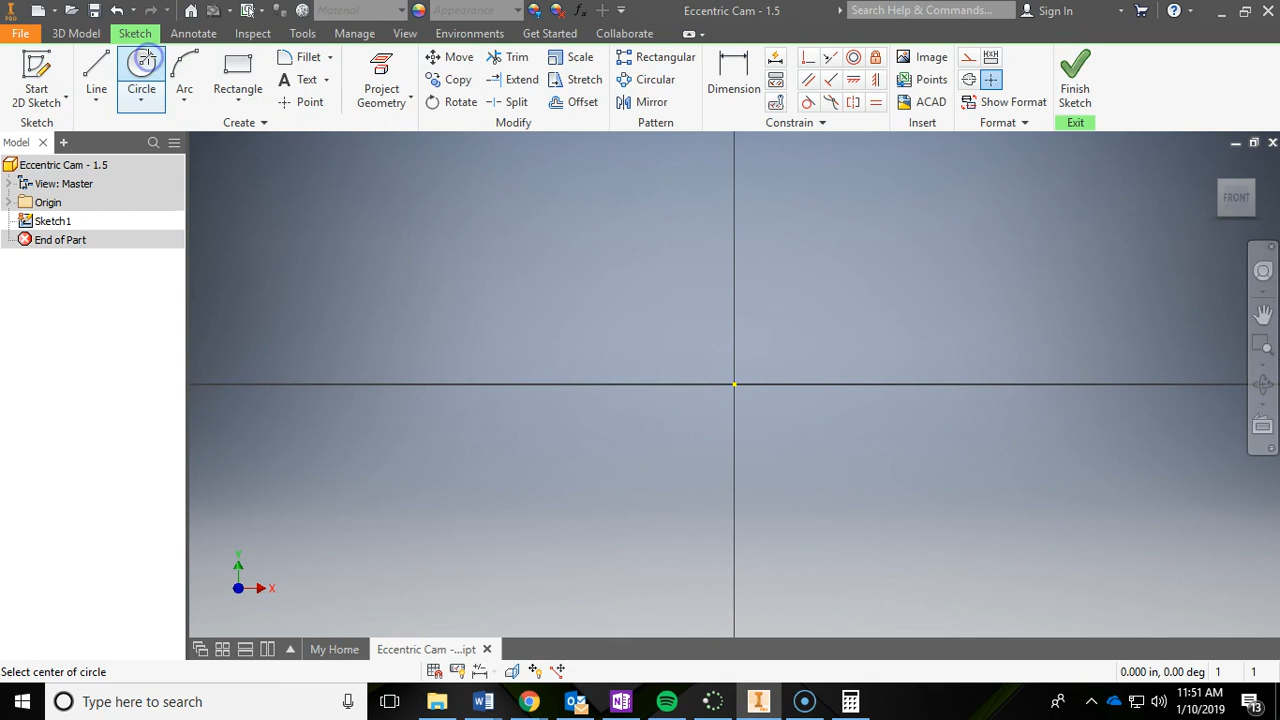 PRO
Material
Appearance
Eccentric Cam - 1.5
Search Help & Commands...
Sign In
File
3D Model
Sketch
Annotate
Inspect
Tools
Manage
View
Environments
Get Started
Collaborate
Start
2D Sketch
Line
Circle
Arc
Rectangle
Fillet
Text
Point
Project
Geometry
Move
Copy
Rotate
Trim
Extend
Split
Scale
Stretch
Offset
Rectangular
Circular
Mirror
Dimension
Image
Points
ACAD
Show Format
Finish
Sketch
Sketch
Create
Modify
Pattern
Constrain
Insert
Format
Exit
Model
Eccentric Cam - 1.5
View: Master
Origin
Sketch1
End of Part
FRONT
Y
X
My Home
Eccentric Cam -...ipt
Select center of circle
0.000 in, 0.00 deg
1
1
Type here to search
11:51 AM
1/10/2019
13